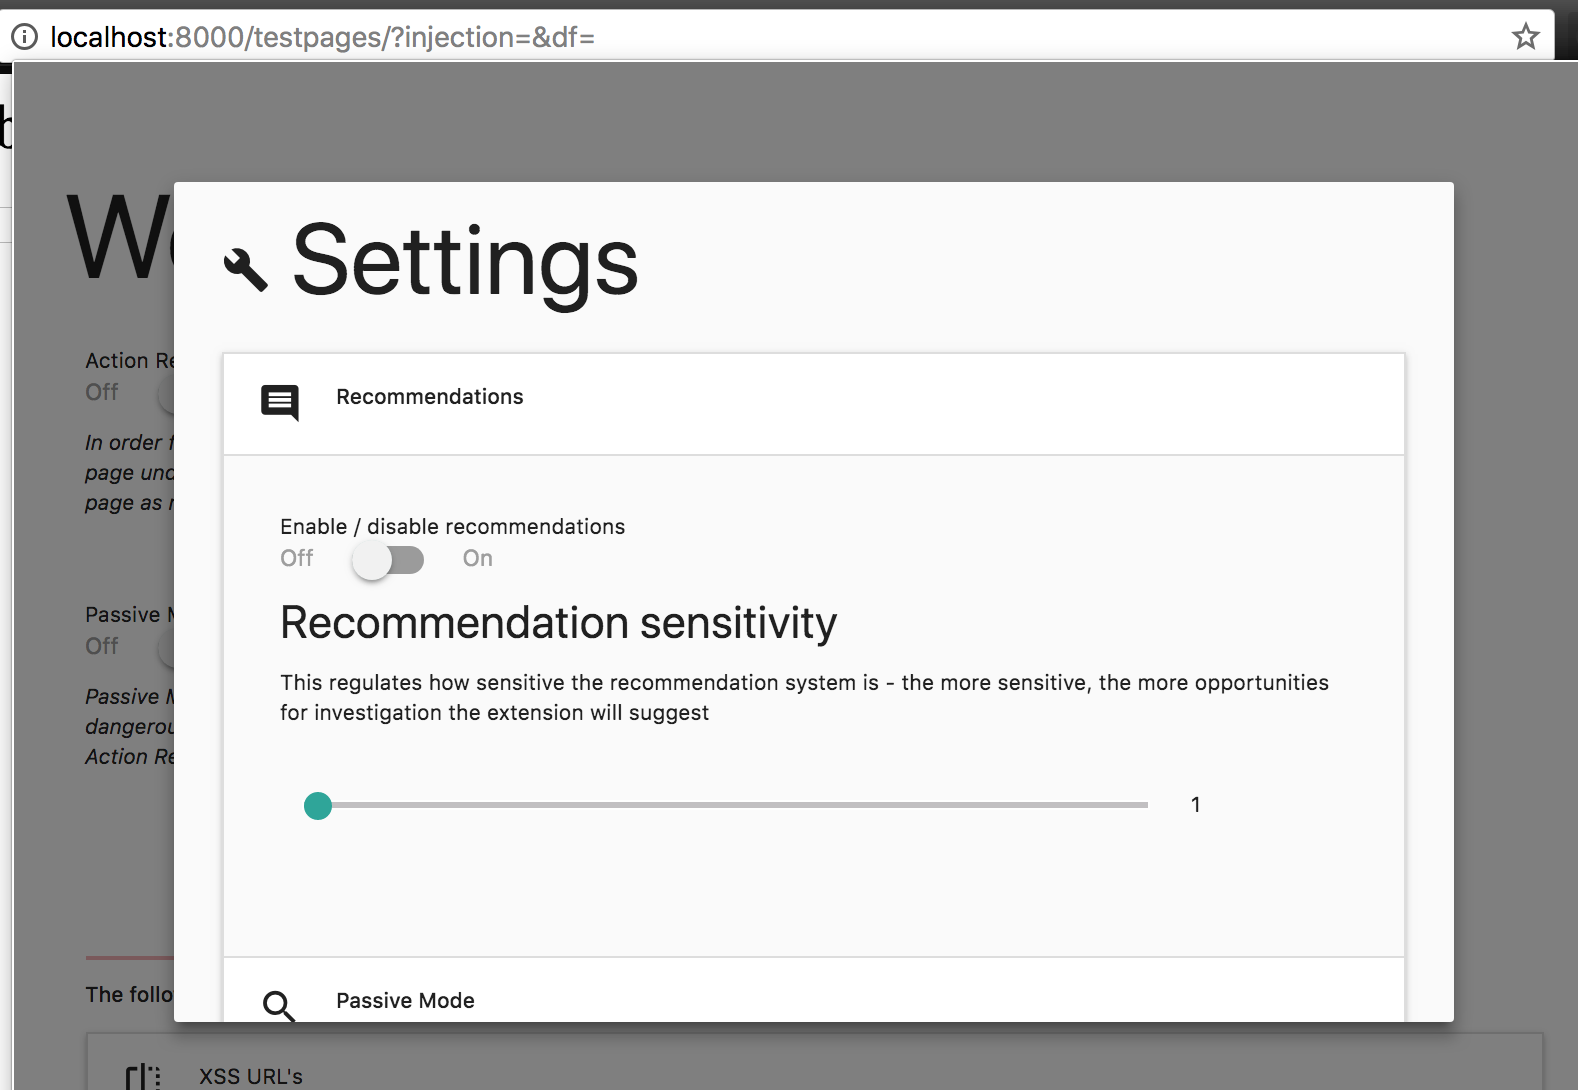 localhost:8000/testpages/?injection=&df=
Settings
Action Re
Off
In order f
page und
page as r
Recommendations
Enable / disable recommendations
Off On
Recommendation sensitivity
This regulates how sensitive the recommendation system is - the more sensitive, the more opportunities
for investigation the extension will suggest
1
Passive M
Off
Passive M
dangerou
Action Re
The follo
Passive Mode
XSS URL's